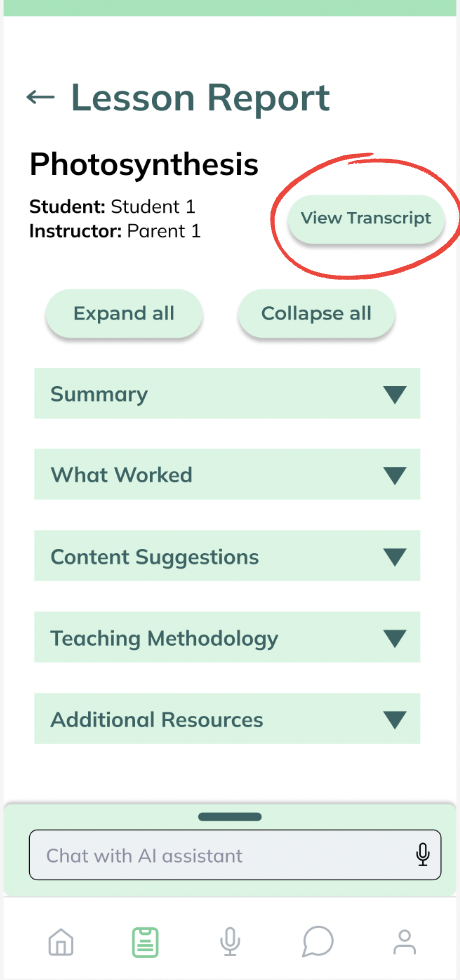 Lesson Report
Photosynthesis
Student: Student 1
Instructor: Parent 1
View Transcript
Expand all
Collapse all
Summary
What Worked
Content Suggestions
Teaching Methodology
Additional Resources
Chat with AI assistant